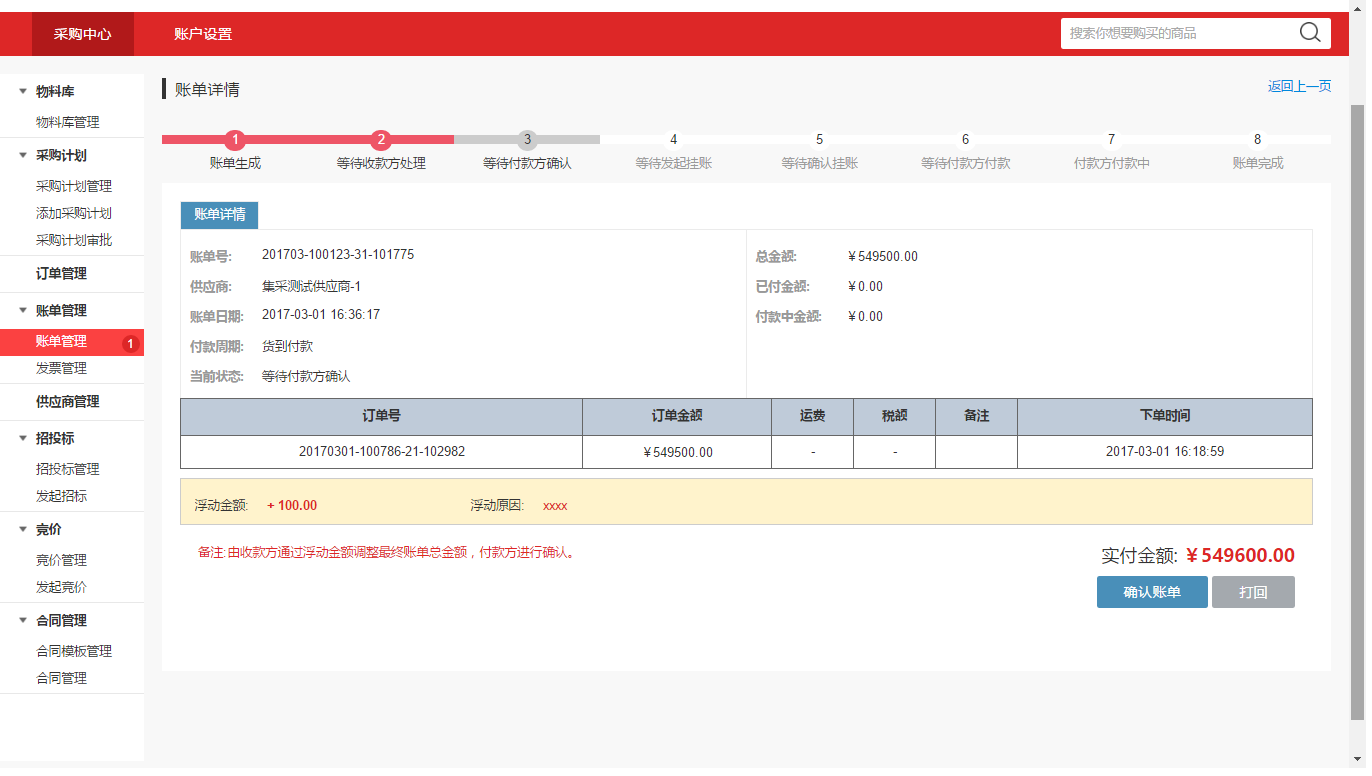 采购中心 账户设置 搜索你想要购买的商品
物料库
物料库管理
采购计划
采购计划管理
添加采购计划
采购计划审批
订单管理
账单管理
账单管理 1
发票管理
供应商管理
招投标
招投标管理
发起招标
竞价
竞价管理
发起竞价
合同管理
合同模板管理
合同管理
账单详情 返回上一页
1 2 3 4 5 6 7 8
账单生成 等待收款方处理 等待付款方确认 等待发起挂账 等待确认挂账 等待付款方付款 付款方付款中 账单完成
账单详情
账单号: 201703-100123-31-101775 总金额: ¥549500.00
供应商: 集采测试供应商-1 已付金额: ¥0.00
账单日期: 2017-03-01 16:36:17 付款中金额: ¥0.00
付款周期: 货到付款
当前状态: 等待付款方确认
订单号 订单金额 运费 税额 备注 下单时间
20170301-100786-21-102982 ¥549500.00 - - 2017-03-01 16:18:59
浮动金额: + 100.00 浮动原因: xxxx
备注:由收款方通过浮动金额调整最终账单总金额，付款方进行确认。
实付金额: ¥549600.00
确认账单 打回